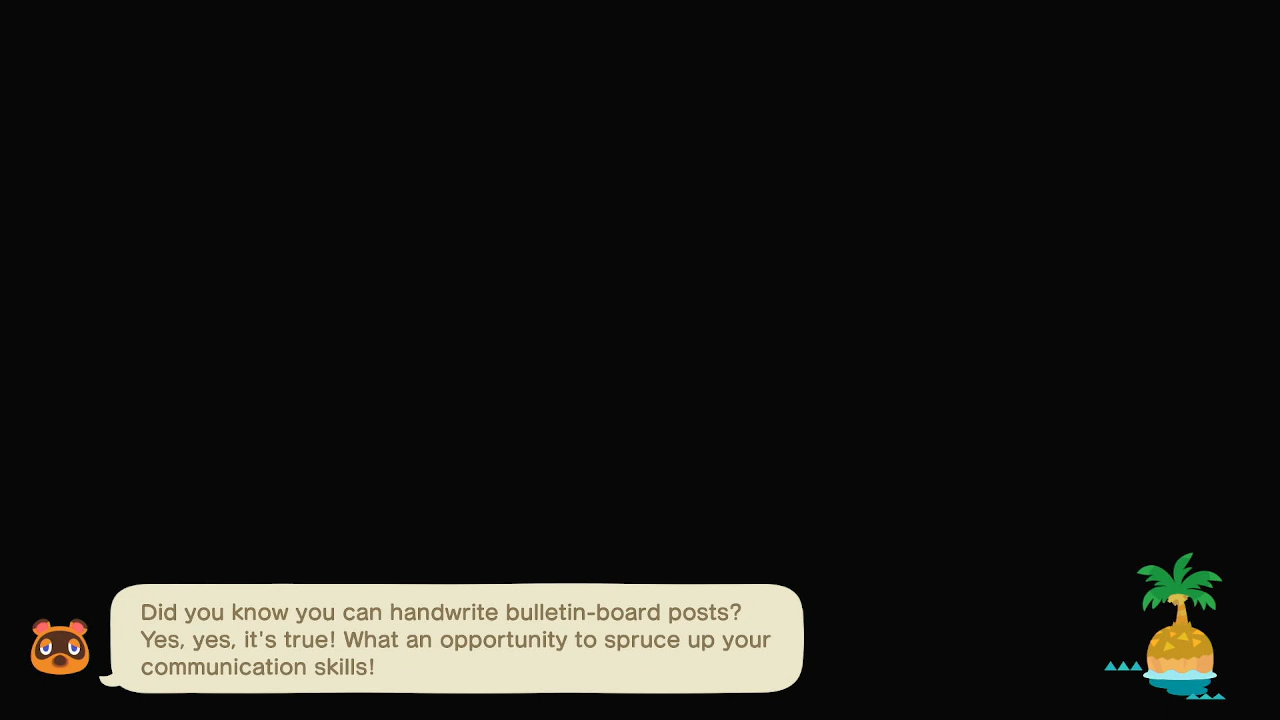 Did you know you can handwrite bulletin-board posts?
Yes, yes, it's true! What an opportunity to spruce up your
communication skills!